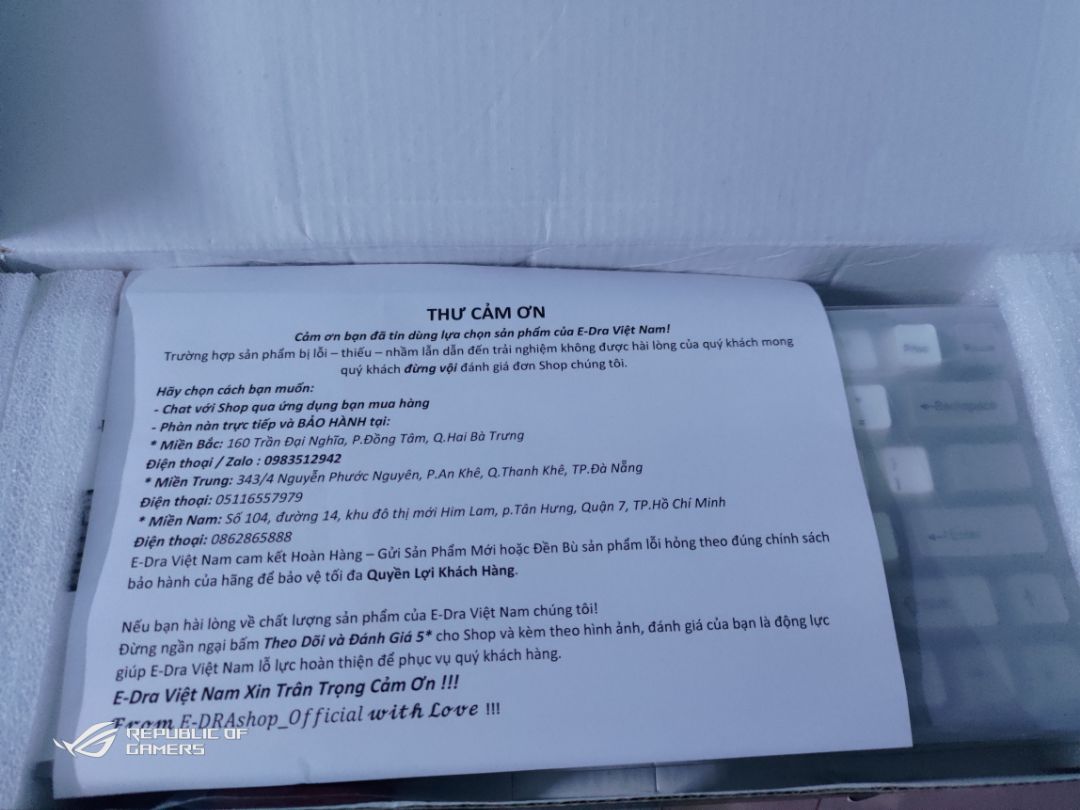 THƯ CẢM ƠN
Cảm ơn bạn đã tin dùng lựa chọn sản phẩm của E-Dra Việt Nam!
Trường hợp sản phẩm bị lỗi – thiếu – nhầm lẫn dẫn đến trải nghiệm không được hài lòng của quý khách mong
quý khách đừng vội đánh giá đơn Shop chúng tôi.
Hãy chọn cách bạn muốn:
- Chat với Shop qua ứng dụng bạn mua hàng
- Phàn nàn trực tiếp và BẢO HÀNH tại:
* Miền Bắc: 160 Trần Đại Nghĩa, P.Đồng Tâm, Q.Hai Bà Trưng
Điện thoại / Zalo : 0983512942
* Miền Trung: 343/4 Nguyễn Phước Nguyên, P.An Khê, Q.Thanh Khê, TP.Đà Nẵng
Điện thoại: 05116557979
* Miền Nam: Số 104, đường 14, khu đô thị mới Him Lam, p.Tân Hưng, Quận 7, TP.Hồ Chí Minh
Điện thoại: 0862865888
E-Dra Việt Nam cam kết Hoàn Hàng – Gửi Sản Phẩm Mới hoặc Đền Bù sản phẩm lỗi hỏng theo đúng chính sách
bảo hành của hãng để bảo vệ tối đa Quyền Lợi Khách Hàng.
Nếu bạn hài lòng về chất lượng sản phẩm của E-Dra Việt Nam chúng tôi!
Đừng ngần ngại bấm Theo Dõi và Đánh Giá 5* cho Shop và kèm theo hình ảnh, đánh giá của bạn là động lực
giúp E-Dra Việt Nam lỗ lực hoàn thiện để phục vụ quý khách hàng.
E-Dra Việt Nam Xin Trân Trọng Cảm Ơn !!!
From E-DRAshop_Official with Love !!!
REPUBLIC OF
GAMERS
←Backspace